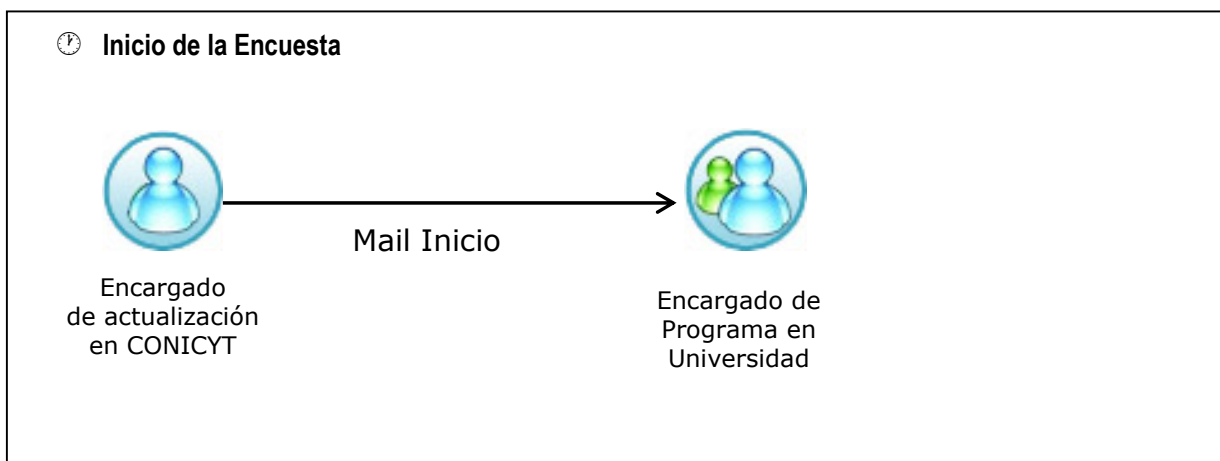 Inicio de la Encuesta
Mail Inicio
Encargado
de actualización
en CONICYT
Encargado de
Programa en
Universidad